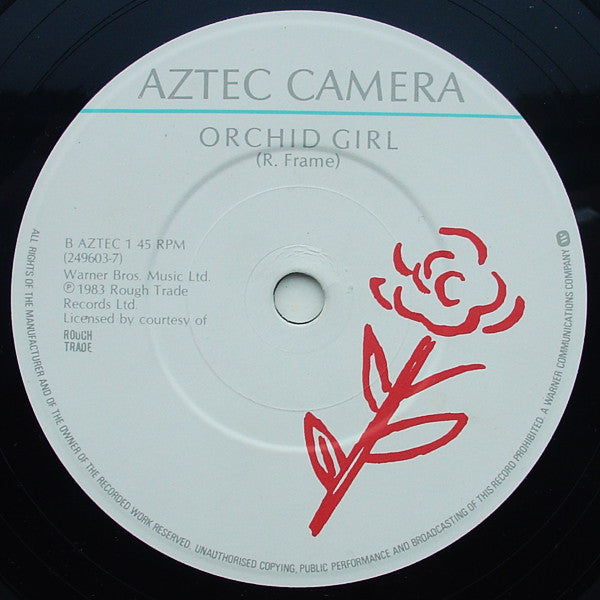 AZTEC CAMERA
ORCHID GIRL
(R. Frame)
B AZTEC 1 45 RPM
(249603-7)
Warner Bros. Music Ltd.
℗ 1983 Rough Trade
Records Ltd.
Licensed by courtesy of
ROUGH
TRADE
ALL RIGHTS OF THE MANUFACTURER AND OF THE OWNER OF THE RECORDED WORK RESERVED. UNAUTHORISED COPYING, PUBLIC PERFORMANCE AND BROADCASTING OF THIS RECORD PROHIBITED. A WARNER COMMUNICATIONS COMPANY